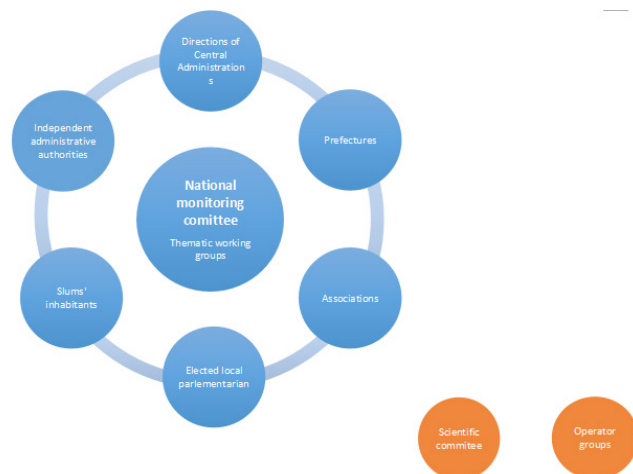 Directions of
Central
Administration
s
Independent
administrative
authorities
Prefectures
National
monitoring
comittee
Thematic working
groups
Slums'
inhabitants
Associations
Elected local
parlementarian
Scientific
commitee
Operator
groups